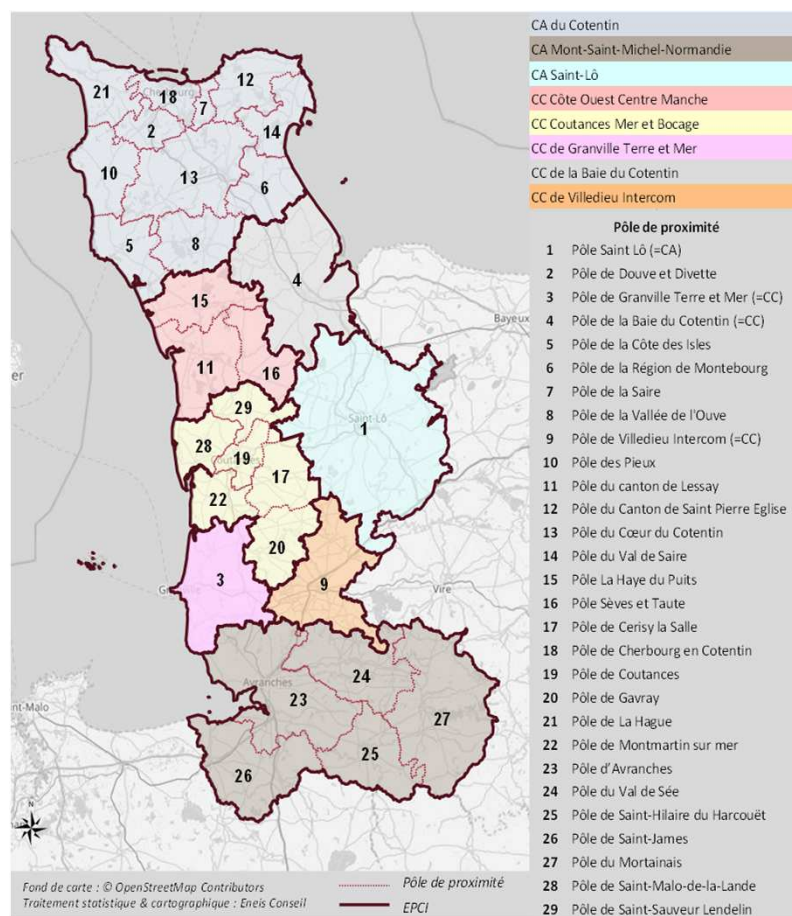 CA du Cotentin
CA Mont-Saint-Michel-Normandie
CA Saint-Lô
CC Côte Ouest Centre Manche
CC Coutances Mer et Bocage
CC de Granville Terre et Mer
CC de la Baie du Cotentin
CC de Villedieu Intercom
Pôle de proximité
1 Pôle Saint Lô (=CA)
2 Pôle de Douve et Divette
3 Pôle de Granville Terre et Mer (=CC)
4 Pôle de la Baie du Cotentin (=CC)
5 Pôle de la Côte des Isles
6 Pôle de la Région de Montebourg
7 Pôle de la Saire
8 Pôle de la Vallée de l'Ouve
9 Pôle de Villedieu Intercom (=CC)
10 Pôle des Pieux
11 Pôle du canton de Lessay
12 Pôle du Canton de Saint Pierre Eglise
13 Pôle du Cœur du Cotentin
14 Pôle du Val de Saire
15 Pôle La Haye du Puits
16 Pôle Sèves et Taute
17 Pôle de Cerisy la Salle
18 Pôle de Cherbourg en Cotentin
19 Pôle de Coutances
20 Pôle de Gavray
21 Pôle de La Hague
22 Pôle de Montmartin sur mer
23 Pôle d'Avranches
24 Pôle du Val de Sée
25 Pôle de Saint-Hilaire du Harcouët
26 Pôle de Saint-James
27 Pôle du Mortainais
28 Pôle de Saint-Malo-de-la-Lande
29 Pôle de Saint-Sauveur Lendelin
21
18
7
12
2
14
10
13
6
5
8
4
15
Bayeux
11
16
29
Saint-Lô
1
28
19
17
22
20
3
9
Vire
24
Avranches
23
27
25
26
N
Fond de carte : © OpenStreetMap Contributors
Traitement statistique & cartographique : Eneis Conseil
Pôle de proximité
EPCI